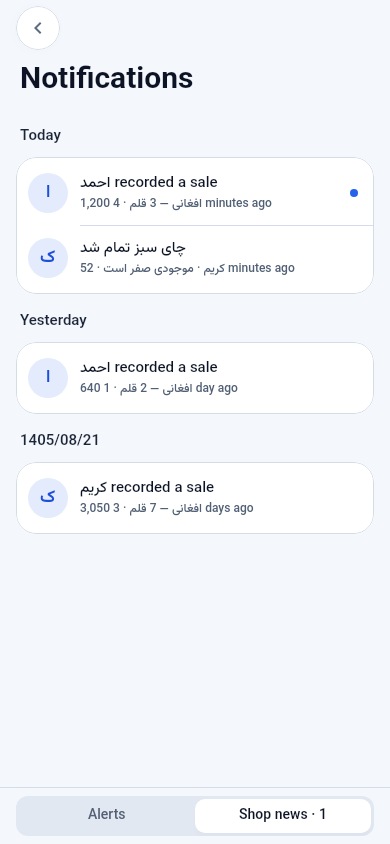 Notifications
Today
ا
احمد recorded a sale
1,200 افغانی — 3 قلم · 4 minutes ago
ک
چای سبز تمام شد
کریم · موجودی صفر است · 52 minutes ago
Yesterday
ا
احمد recorded a sale
640 افغانی — 2 قلم · 1 day ago
1405/08/21
ک
کریم recorded a sale
3,050 افغانی — 7 قلم · 3 days ago
Alerts
Shop news · 1